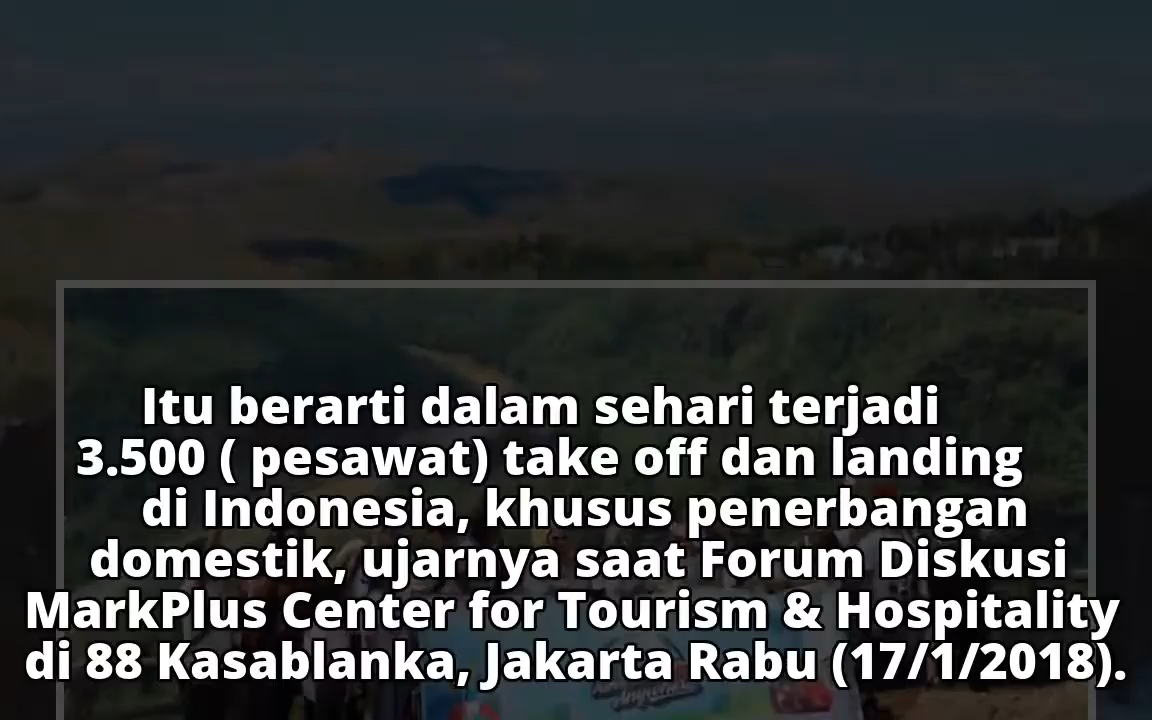 Itu berarti dalam sehari terjadi
3.500 ( pesawat) take off dan landing
di Indonesia, khusus penerbangan
domestik, ujarnya saat Forum Diskusi
MarkPlus Center for Tourism & Hospitality
di 88 Kasablanka, Jakarta Rabu (17/1/2018).